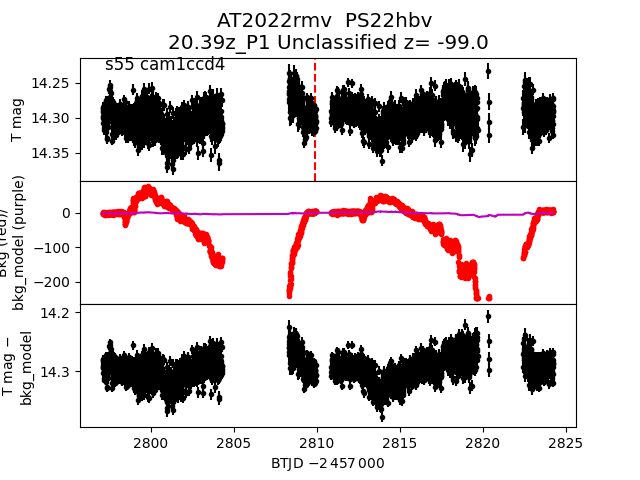 AT2022rmv  PS22hbv
20.39z_P1 Unclassified z= -99.0
s55 cam1ccd4
14.25
14.30
14.35
T mag
0
−100
−200
Bkg (red)/
bkg_model (purple)
14.2
14.3
T mag −
bkg_model
2800
2805
2810
2815
2820
2825
BTJD −2 457 000